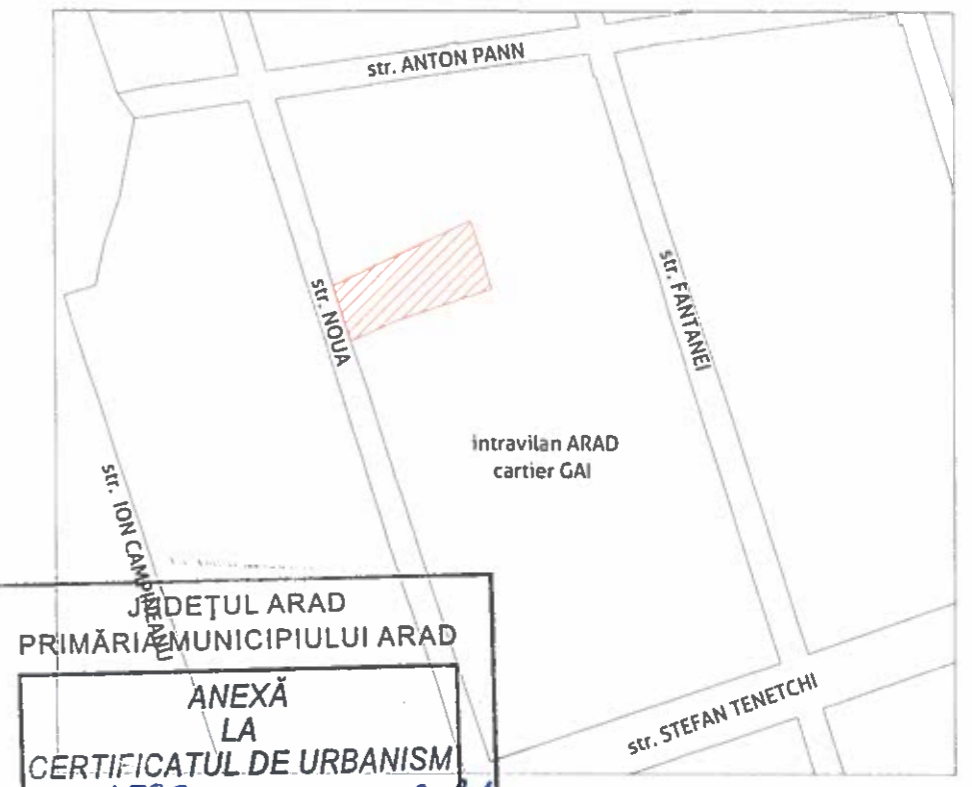 str. ANTON PANN
str. NOUA
str. FANTANEI
intravilan ARAD
cartier GAI
str. ION CAMPINEANU
str. STEFAN TENETCHI
JUDEȚUL ARAD
PRIMĂRIA MUNICIPIULUI ARAD
ANEXĂ
LA
CERTIFICATUL DE URBANISM